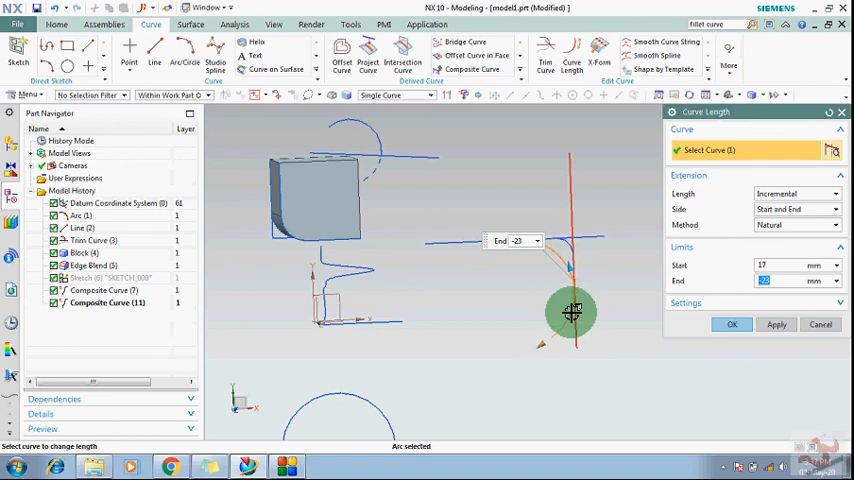 NX
Window
NX 10 - Modeling - [model1.prt (Modified) ]
SIEMENS
File
Home
Assemblies
Curve
Surface
Analysis
View
Render
Tools
PMI
Application
fillet curve
Sketch
Direct Sketch
Point
Line
Arc/Circle
Studio Spline
Helix
Text
Curve on Surface
Curve
Offset Curve
Project Curve
Intersection Curve
Bridge Curve
Offset Curve in Face
Composite Curve
Derived Curve
Trim Curve
Curve Length
X-Form
Smooth Curve String
Smooth Spline
Shape by Template
Edit Curve
More
Menu
No Selection Filter
Within Work Part O
Single Curve
Part Navigator
Name
Layer
History Mode
Model Views
Cameras
User Expressions
Model History
Datum Coordinate System (0) 61
Arc (1) 1
Line (2) 1
Trim Curve (3) 1
Block (4) 1
Edge Blend (5) 1
Sketch (6) "SKETCH_000" 1
Composite Curve (7) 1
Composite Curve (11) 1
Dependencies
Details
Preview
End -23
Y
X
Y
X
Curve Length
Curve
Select Curve (1)
Extension
Length Incremental
Side Start and End
Method Natural
Limits
Start 17 mm
End -23 mm
Settings
OK
Apply
Cancel
Select curve to change length
Arc selected